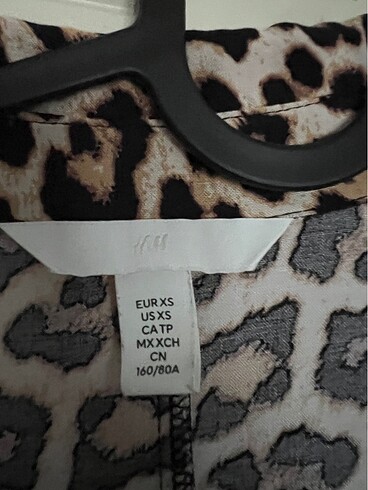 H&M
EUR XS
US XS
CA TP
MX XCH
CN
160/80A